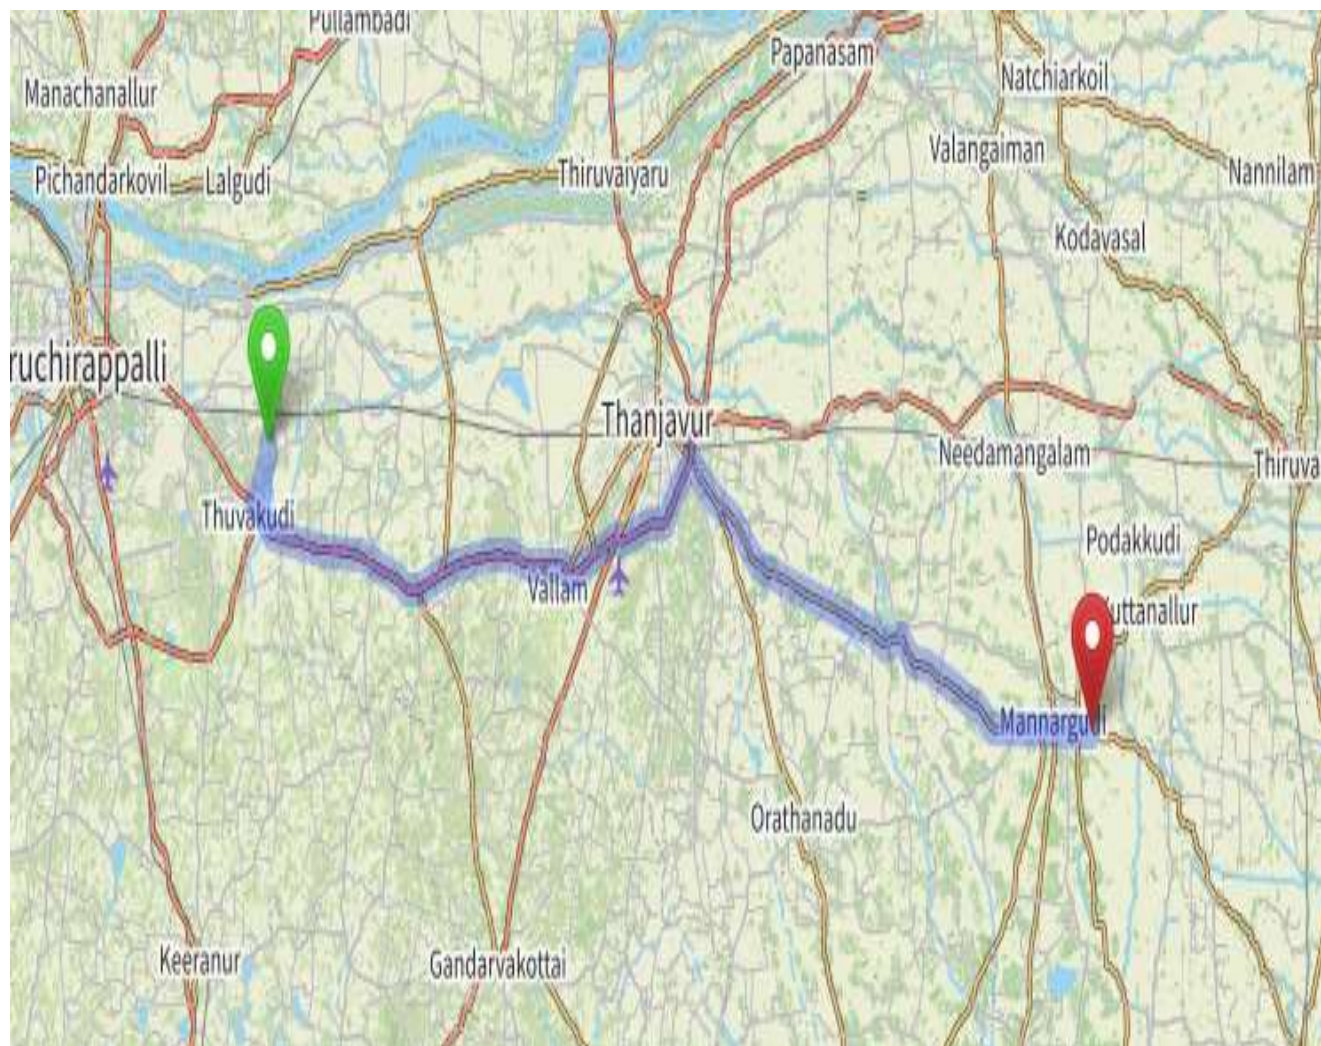 Pullambadi
Papanasam
Natchiarkoil
Manachanallur
Valangaiman
Pichandarkovil
Lalgudi
Thiruvaiyaru
Nannilam
Kodavasal
ruchirappalli
Thanjavur
Needamangalam
Thiruva
Thuvakudi
Podakkudi
Vallam
uttanallur
Mannargudi
Orathanadu
Keeranur
Gandarvakottai